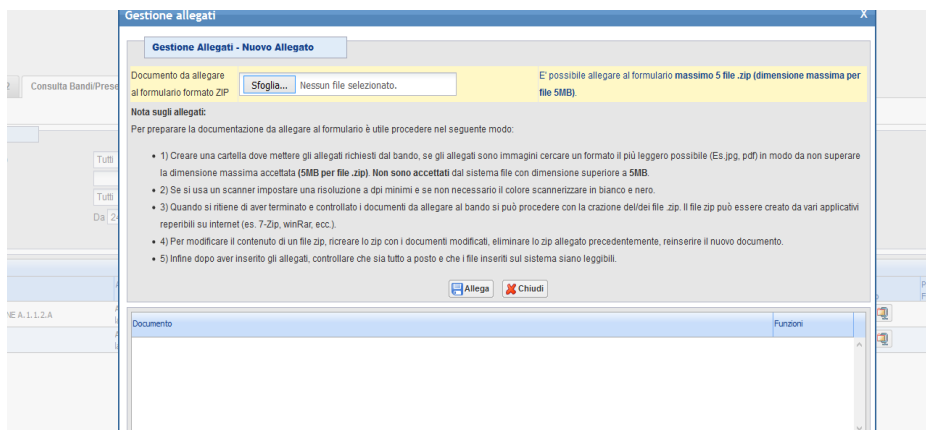 Gestione allegati X
Gestione Allegati - Nuovo Allegato
Documento da allegare
al formulario formato ZIP
Sfoglia... Nessun file selezionato.
E' possibile allegare al formulario massimo 5 file .zip (dimensione massima per
file 5MB).
Nota sugli allegati:
Per preparare la documentazione da allegare al formulario è utile procedere nel seguente modo:
• 1) Creare una cartella dove mettere gli allegati richiesti dal bando, se gli allegati sono immagini cercare un formato il più leggero possibile (Es.jpg, pdf) in modo da non superare
la dimensione massima accettata (5MB per file .zip). Non sono accettati dal sistema file con dimensione superiore a 5MB.
• 2) Se si usa un scanner impostare una risoluzione a dpi minimi e se non necessario il colore scannerizzare in bianco e nero.
• 3) Quando si ritiene di aver terminato e controllato i documenti da allegare al bando si può procedere con la crazione del/dei file .zip. Il file zip può essere creato da vari applicativi
reperibili su internet (es. 7-Zip, winRar, ecc.).
• 4) Per modificare il contenuto di un file zip, ricreare lo zip con i documenti modificati, eliminare lo zip allegato precedentemente, reinserire il nuovo documento.
• 5) Infine dopo aver inserito gli allegati, controllare che sia tutto a posto e che i file inseriti sul sistema siano leggibili.
Allega Chiudi
Documento Funzioni
Consulta Bandi/Prese
Tutti
Tutti
Da 24
NE A.1.1.2.A